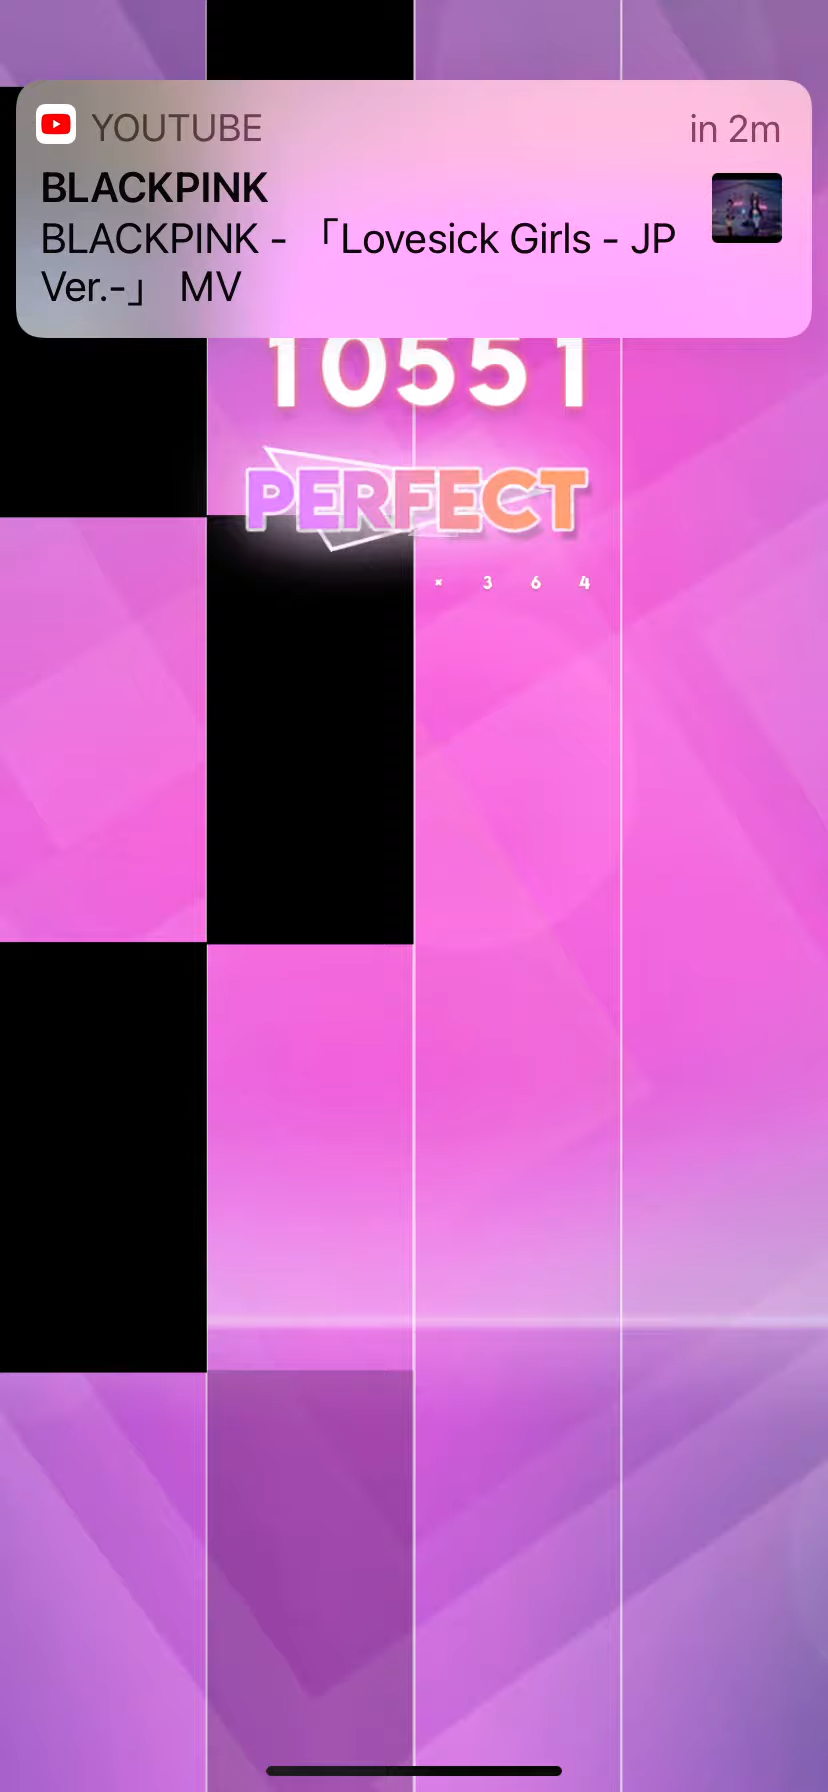 YOUTUBE
in 2m
BLACKPINK
BLACKPINK - 「Lovesick Girls - JP
Ver.-」 MV
10551
PERFECT
× 3 6 4